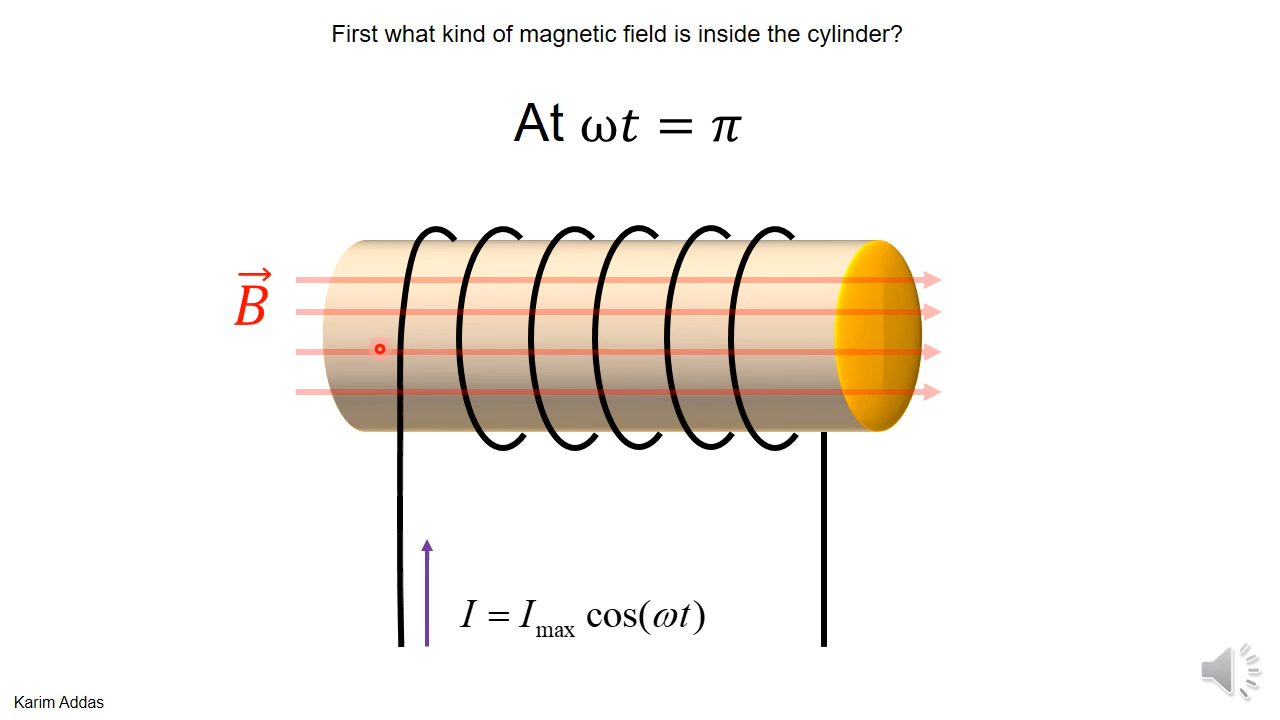 First what kind of magnetic field is inside the cylinder?
At ωt = π
B⃗
I = I_max cos(ωt)
Karim Addas